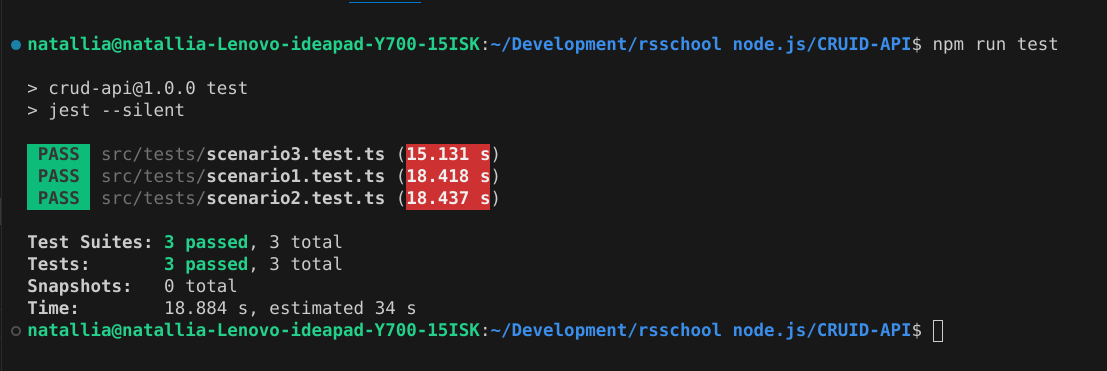 natallia@natallia-Lenovo-ideapad-Y700-15ISK:~/Development/rsschool node.js/CRUID-API$ npm run test
> crud-api@1.0.0 test
> jest --silent
PASS src/tests/scenario3.test.ts (15.131 s)
PASS src/tests/scenario1.test.ts (18.418 s)
PASS src/tests/scenario2.test.ts (18.437 s)
Test Suites: 3 passed, 3 total
Tests: 3 passed, 3 total
Snapshots: 0 total
Time: 18.884 s, estimated 34 s
natallia@natallia-Lenovo-ideapad-Y700-15ISK:~/Development/rsschool node.js/CRUID-API$